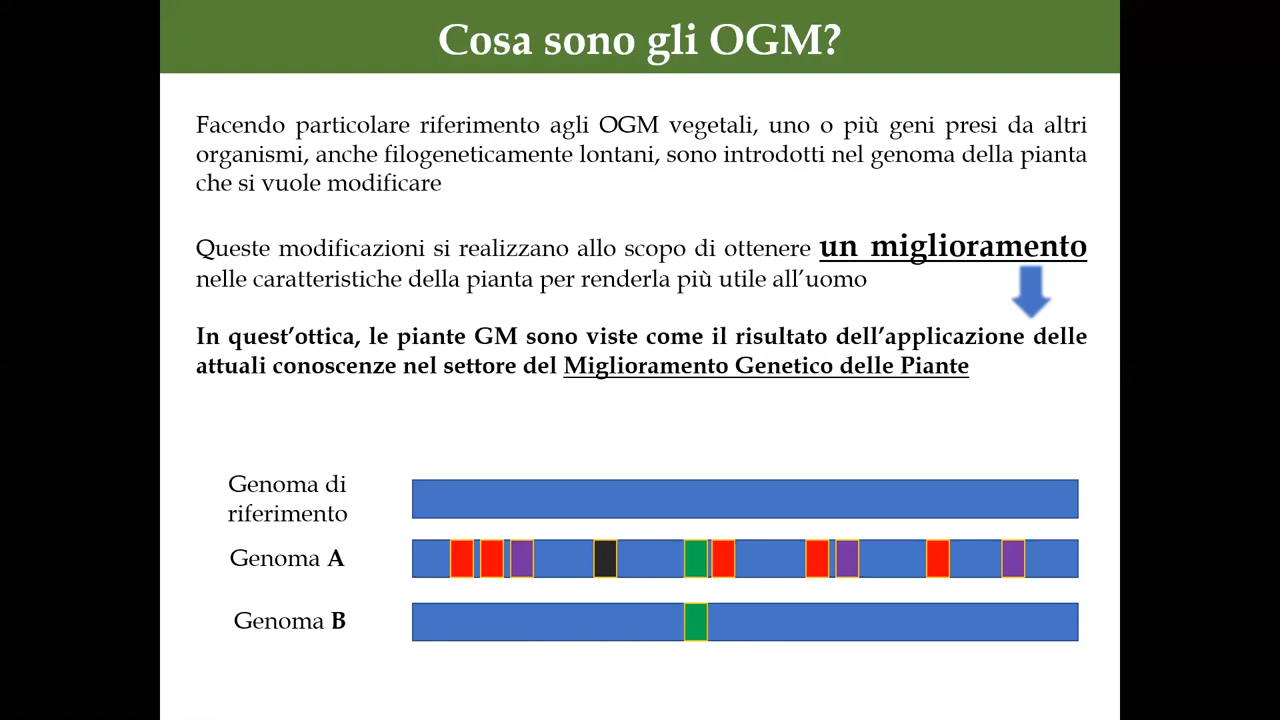 Cosa sono gli OGM?
Facendo particolare riferimento agli OGM vegetali, uno o più geni presi da altri
organismi, anche filogeneticamente lontani, sono introdotti nel genoma della pianta
che si vuole modificare
Queste modificazioni si realizzano allo scopo di ottenere un miglioramento
nelle caratteristiche della pianta per renderla più utile all’uomo
In quest’ottica, le piante GM sono viste come il risultato dell’applicazione delle
attuali conoscenze nel settore del Miglioramento Genetico delle Piante
Genoma di
riferimento
Genoma A
Genoma B